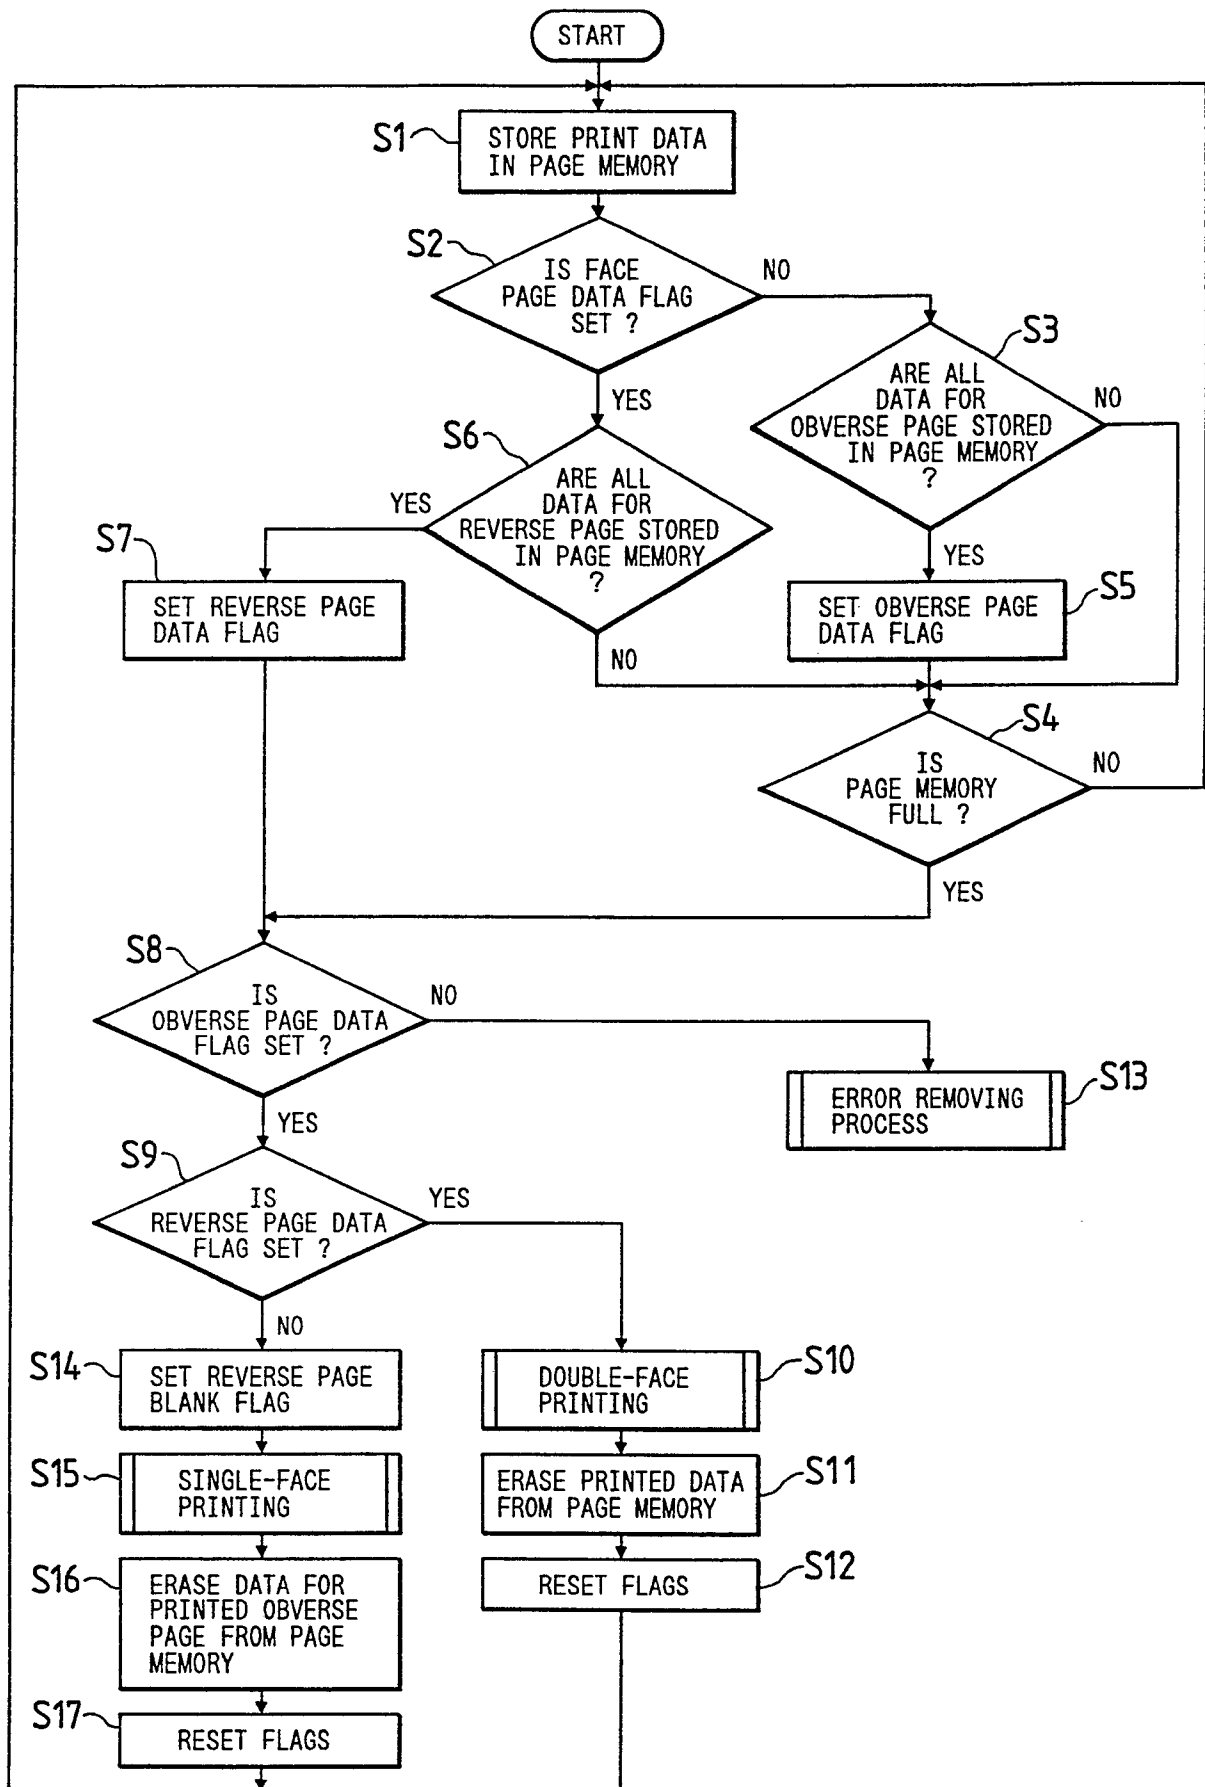 START
S1
STORE PRINT DATA
IN PAGE MEMORY
S2
IS FACE
PAGE DATA FLAG
SET ?
NO
YES
S3
ARE ALL
DATA FOR
OBVERSE PAGE STORED
IN PAGE MEMORY
?
NO
YES
S6
ARE ALL
DATA FOR
REVERSE PAGE STORED
IN PAGE MEMORY
?
YES
NO
S7
SET REVERSE PAGE
DATA FLAG
S5
SET OBVERSE PAGE
DATA FLAG
S4
IS
PAGE MEMORY
FULL ?
NO
YES
S8
IS
OBVERSE PAGE DATA
FLAG SET ?
NO
YES
S13
ERROR REMOVING
PROCESS
S9
IS
REVERSE PAGE DATA
FLAG SET ?
YES
NO
S14
SET REVERSE PAGE
BLANK FLAG
S10
DOUBLE-FACE
PRINTING
S15
SINGLE-FACE
PRINTING
S11
ERASE PRINTED DATA
FROM PAGE MEMORY
S16
ERASE DATA FOR
PRINTED OBVERSE
PAGE FROM PAGE
MEMORY
S12
RESET FLAGS
S17
RESET FLAGS